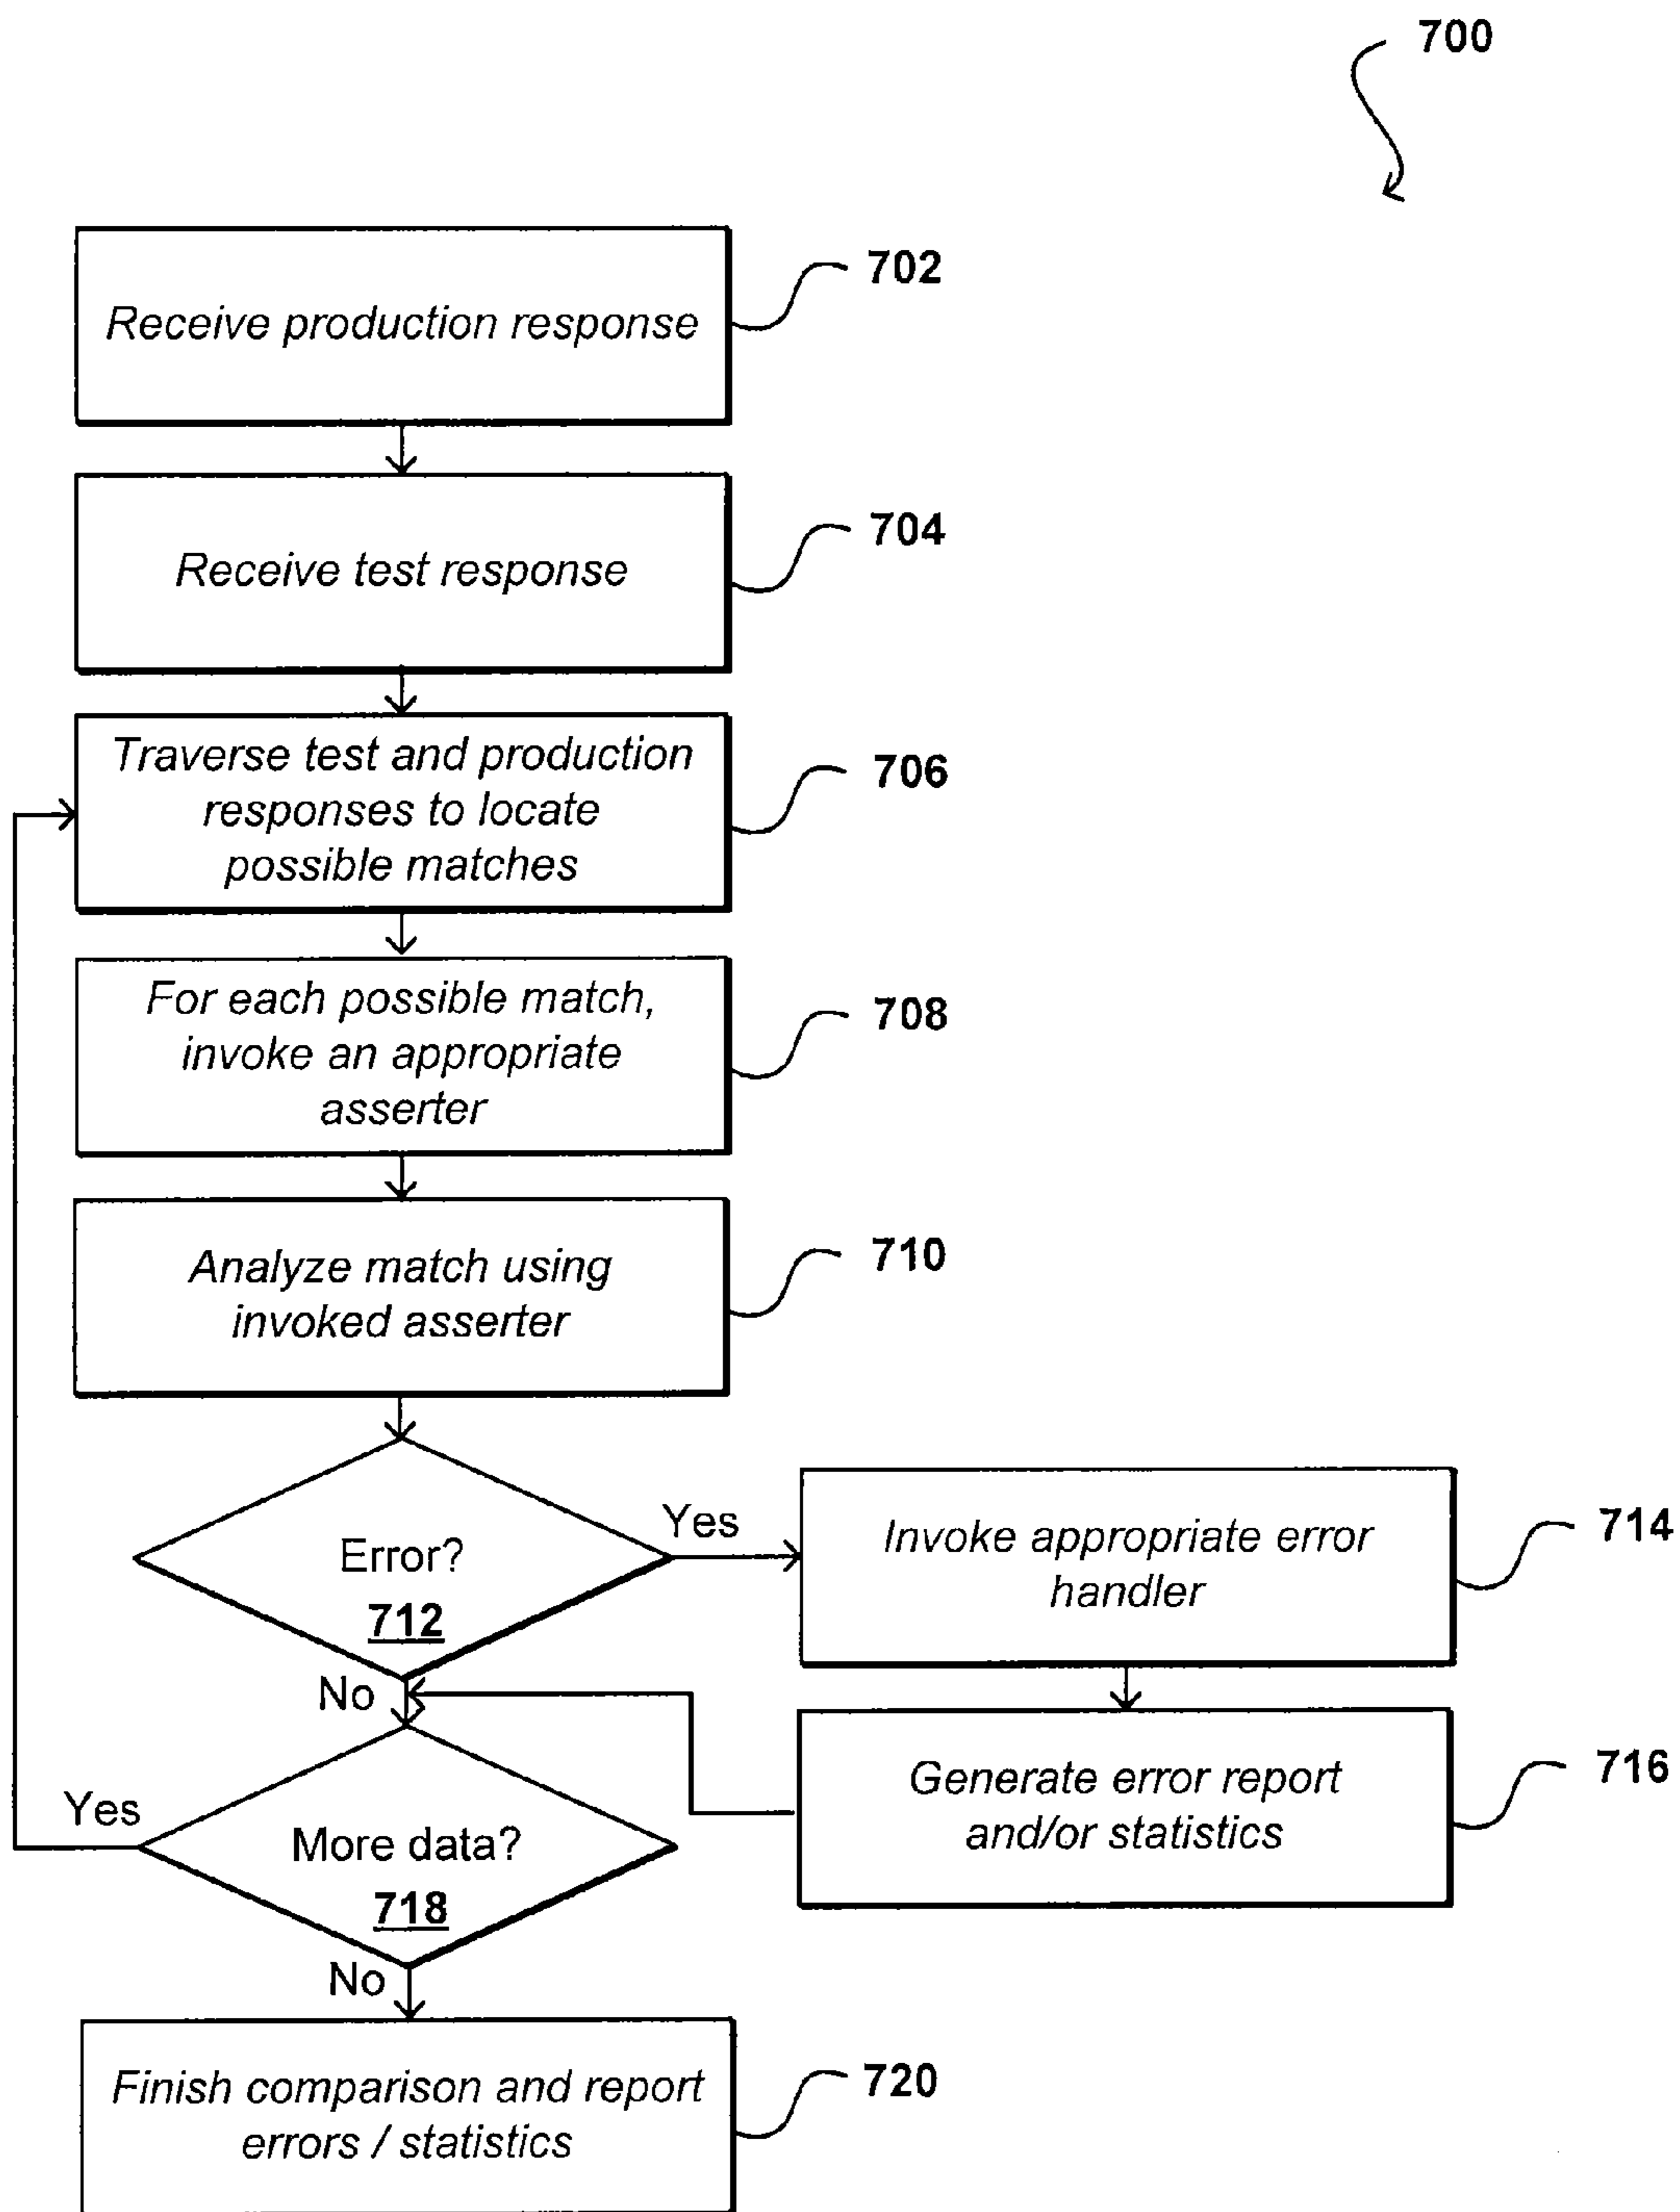 700
702
Receive production response
704
Receive test response
Traverse test and production
706
responses to locate
possible matches
For each possible match,
708
invoke an appropriate
asserter
710
Analyze match using
invoked asserter
Yes
Error?
712
714
Invoke appropriate error
handler
No
716
Generate error report
and/or statistics
Yes
More data?
718
No
720
Finish comparison and report
errors / statistics